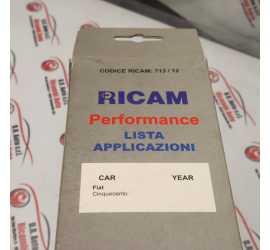 CODICE RICAM: 713 / 12
RICAM
Performance
LISTA
APPLICAZIONI
CAR YEAR
Fiat
Cinquecento